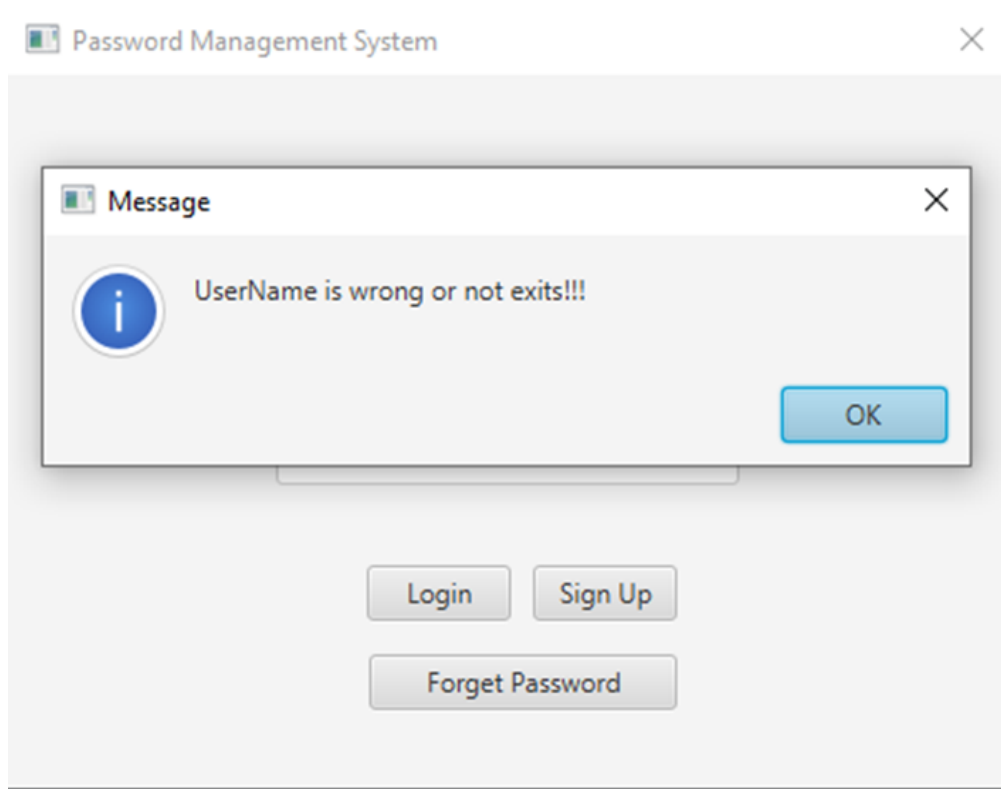 Password Management System
Message
UserName is wrong or not exits!!!
OK
Login
Sign Up
Forget Password